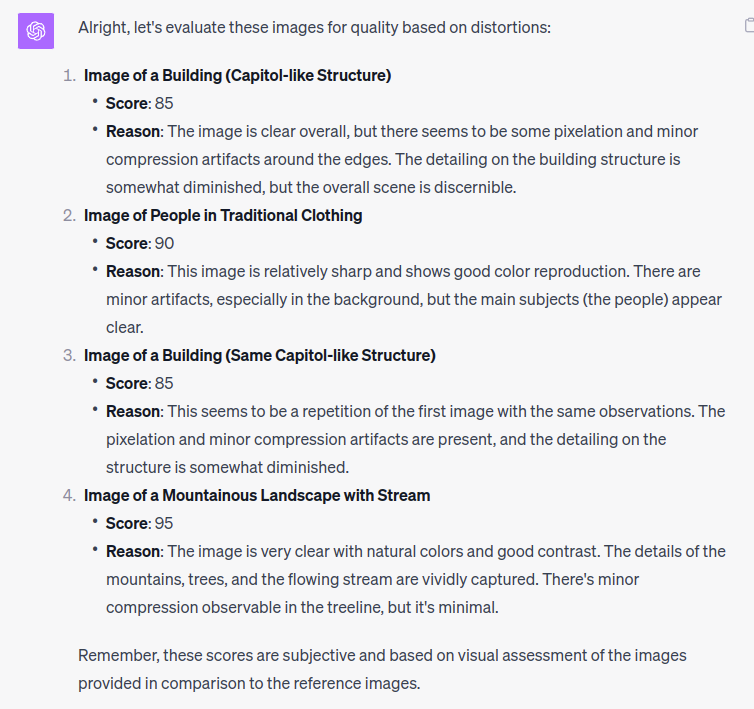 Alright, let's evaluate these images for quality based on distortions:
1. Image of a Building (Capitol-like Structure)
• Score: 85
• Reason: The image is clear overall, but there seems to be some pixelation and minor
compression artifacts around the edges. The detailing on the building structure is
somewhat diminished, but the overall scene is discernible.
2. Image of People in Traditional Clothing
• Score: 90
• Reason: This image is relatively sharp and shows good color reproduction. There are
minor artifacts, especially in the background, but the main subjects (the people) appear
clear.
3. Image of a Building (Same Capitol-like Structure)
• Score: 85
• Reason: This seems to be a repetition of the first image with the same observations. The
pixelation and minor compression artifacts are present, and the detailing on the
structure is somewhat diminished.
4. Image of a Mountainous Landscape with Stream
• Score: 95
• Reason: The image is very clear with natural colors and good contrast. The details of the
mountains, trees, and the flowing stream are vividly captured. There's minor
compression observable in the treeline, but it's minimal.
Remember, these scores are subjective and based on visual assessment of the images
provided in comparison to the reference images.